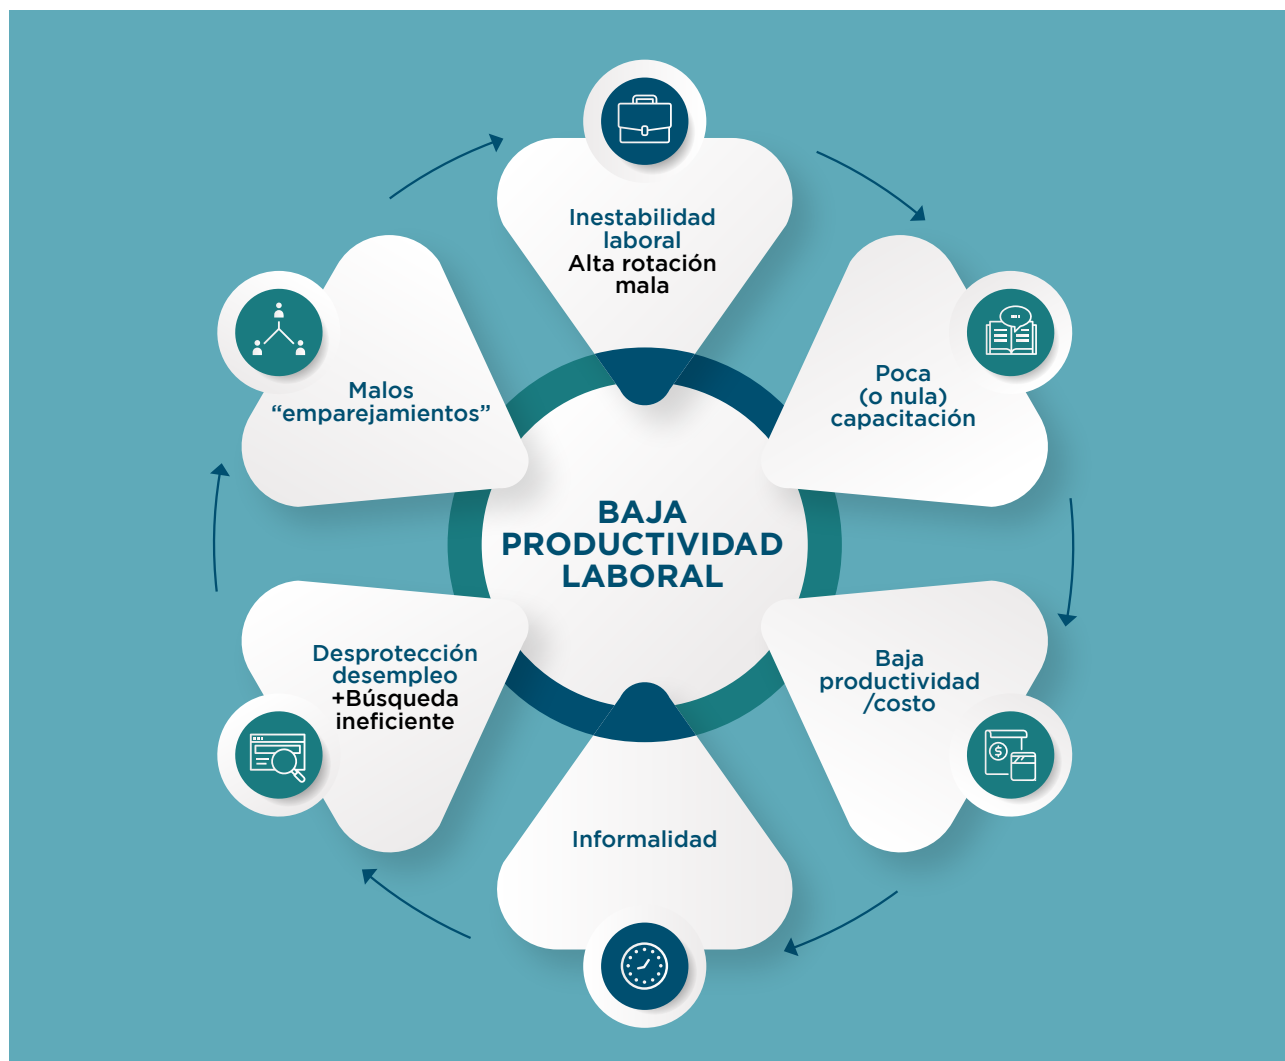 Inestabilidad
laboral
Alta rotación
mala
Poca
(o nula)
capacitación
Malos
“emparejamientos”
BAJA
PRODUCTIVIDAD
LABORAL
Desprotección
desempleo
+Búsqueda
ineficiente
Baja
productividad
/costo
Informalidad
$